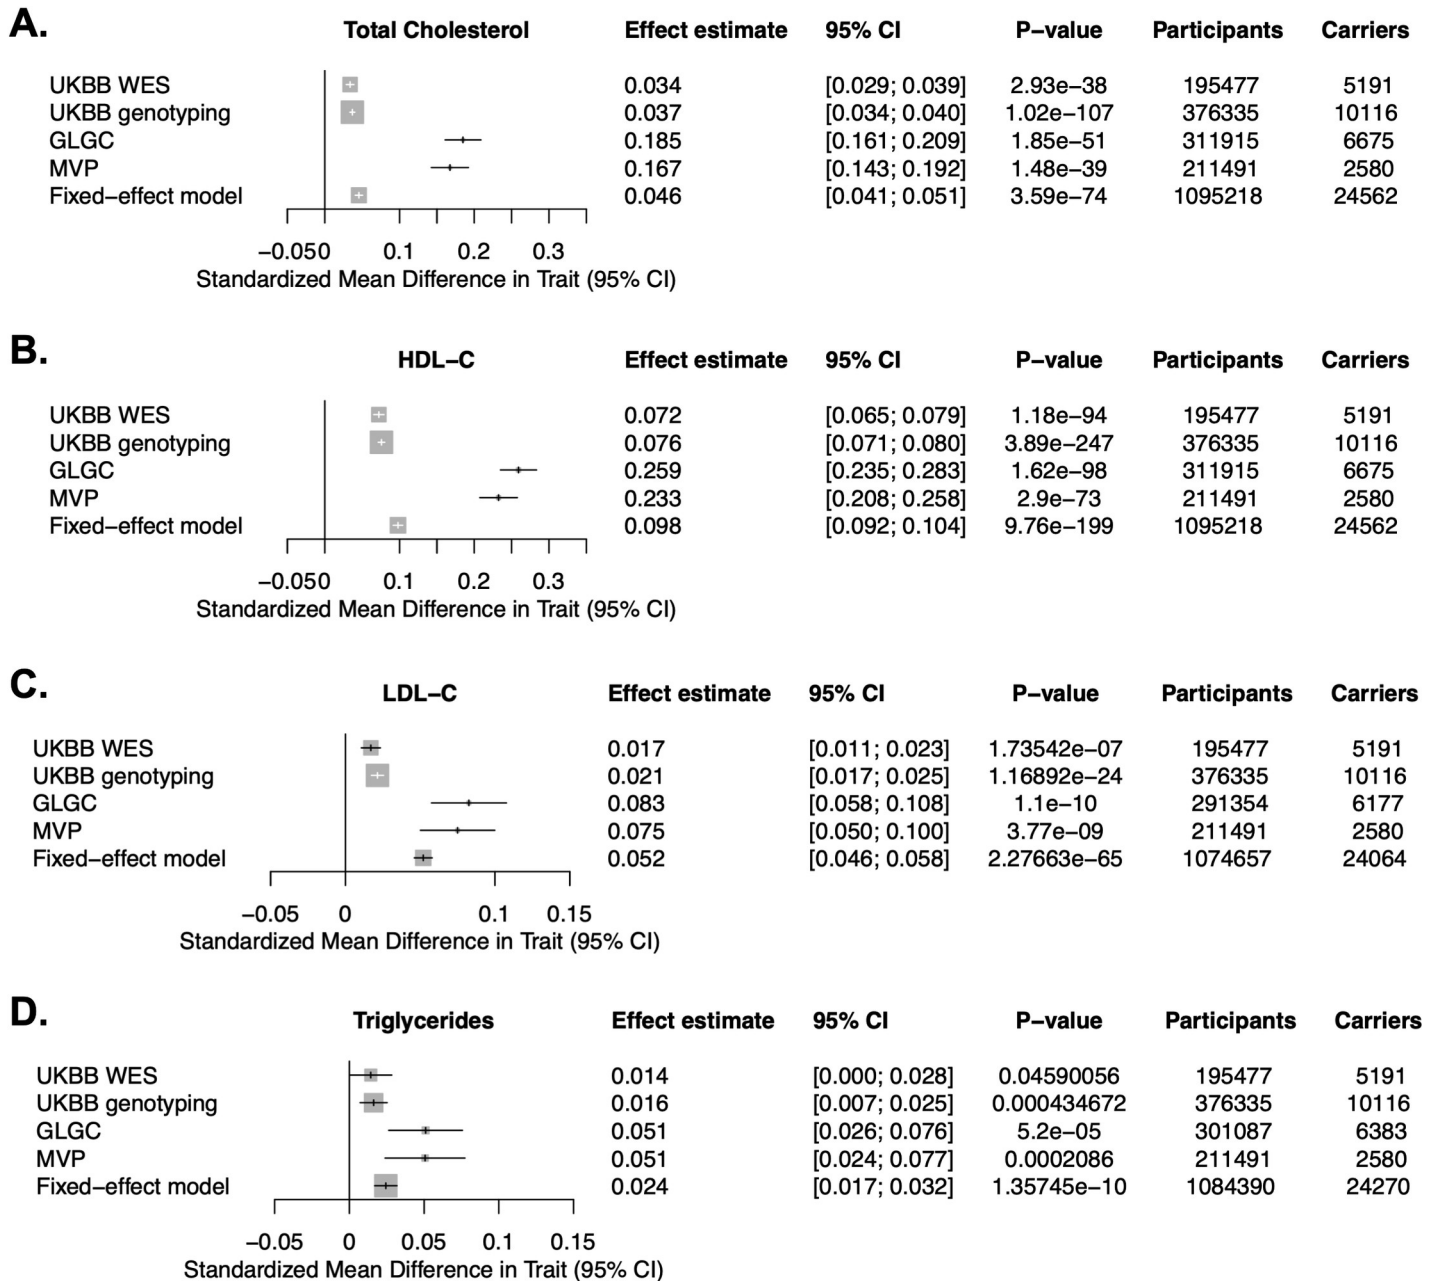 A.
Total Cholesterol Effect estimate 95% CI P−value Participants Carriers
UKBB WES 0.034 [0.029; 0.039] 2.93e−38 195477 5191
UKBB genotyping 0.037 [0.034; 0.040] 1.02e−107 376335 10116
GLGC 0.185 [0.161; 0.209] 1.85e−51 311915 6675
MVP 0.167 [0.143; 0.192] 1.48e−39 211491 2580
Fixed−effect model 0.046 [0.041; 0.051] 3.59e−74 1095218 24562
−0.050 0.1 0.2 0.3
Standardized Mean Difference in Trait (95% CI)
B.
HDL−C Effect estimate 95% CI P−value Participants Carriers
UKBB WES 0.072 [0.065; 0.079] 1.18e−94 195477 5191
UKBB genotyping 0.076 [0.071; 0.080] 3.89e−247 376335 10116
GLGC 0.259 [0.235; 0.283] 1.62e−98 311915 6675
MVP 0.233 [0.208; 0.258] 2.9e−73 211491 2580
Fixed−effect model 0.098 [0.092; 0.104] 9.76e−199 1095218 24562
−0.050 0.1 0.2 0.3
Standardized Mean Difference in Trait (95% CI)
C.
LDL−C Effect estimate 95% CI P−value Participants Carriers
UKBB WES 0.017 [0.011; 0.023] 1.73542e−07 195477 5191
UKBB genotyping 0.021 [0.017; 0.025] 1.16892e−24 376335 10116
GLGC 0.083 [0.058; 0.108] 1.1e−10 291354 6177
MVP 0.075 [0.050; 0.100] 3.77e−09 211491 2580
Fixed−effect model 0.052 [0.046; 0.058] 2.27663e−65 1074657 24064
−0.05 0 0.1 0.15
Standardized Mean Difference in Trait (95% CI)
D.
Triglycerides Effect estimate 95% CI P−value Participants Carriers
UKBB WES 0.014 [0.000; 0.028] 0.04590056 195477 5191
UKBB genotyping 0.016 [0.007; 0.025] 0.000434672 376335 10116
GLGC 0.051 [0.026; 0.076] 5.2e−05 301087 6383
MVP 0.051 [0.024; 0.077] 0.0002086 211491 2580
Fixed−effect model 0.024 [0.017; 0.032] 1.35745e−10 1084390 24270
−0.05 0 0.05 0.1 0.15
Standardized Mean Difference in Trait (95% CI)